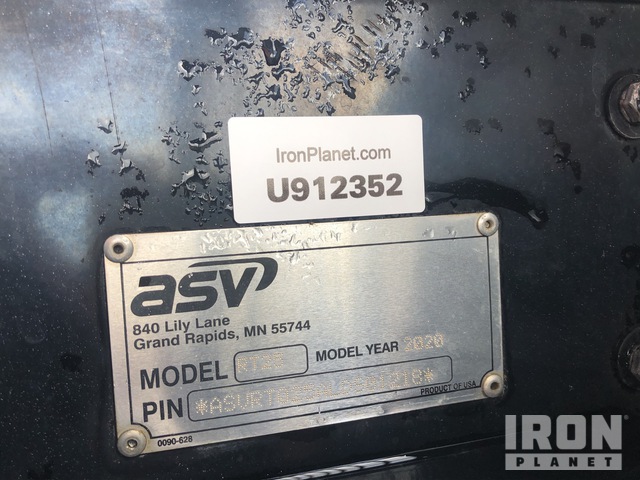 IronPlanet.com
U912352
asv
840 Lily Lane
Grand Rapids, MN 55744
MODEL MODEL YEAR 2020
PIN
PRODUCT OF USA
0090-628
IRON
PLANET